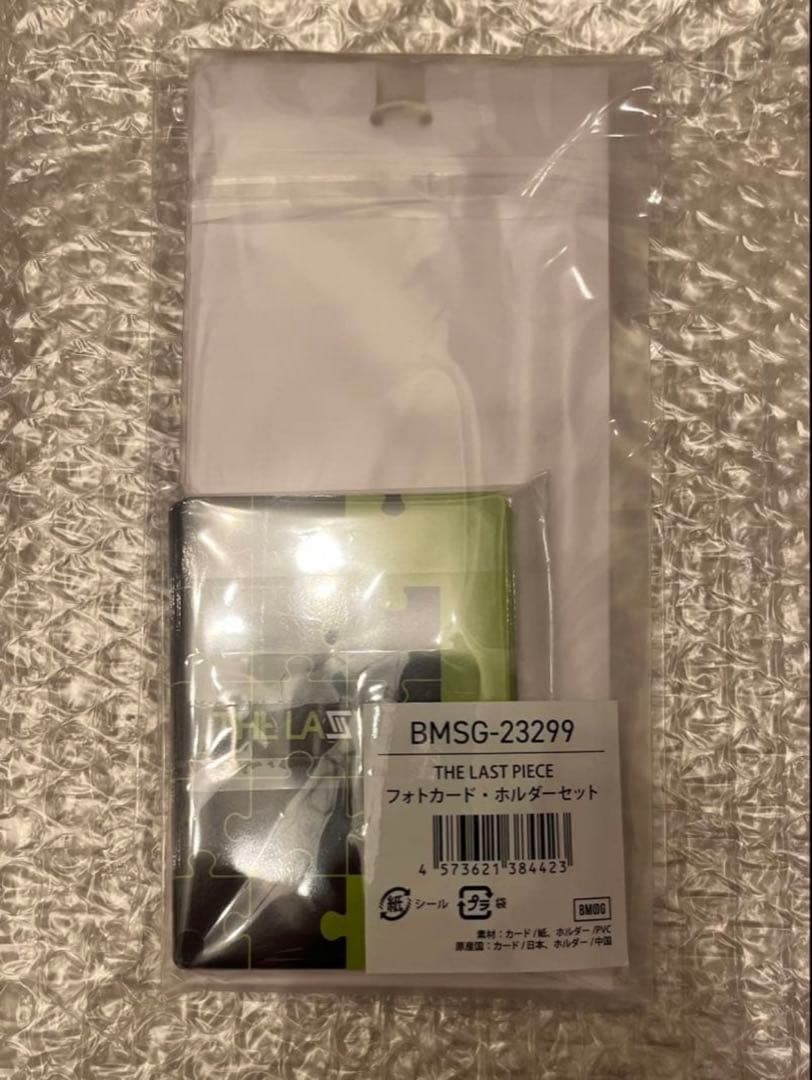 THE LA
BMSG-23299
THE LAST PIECE
フォトカード・ホルダーセット
4 573621 384423
紙 シール プラ 袋
BMSG
素材：カード/紙、ホルダー/PVC
原産国：カード/日本、ホルダー/中国